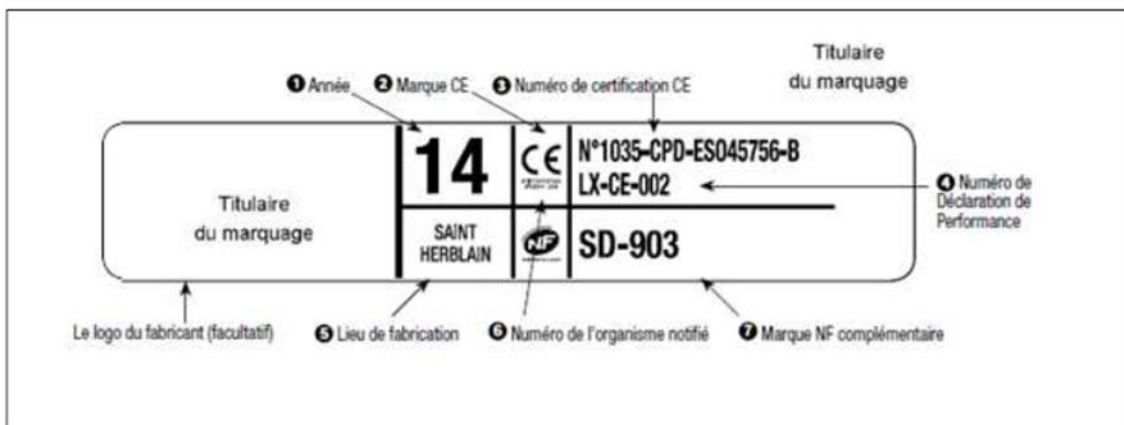 Titulaire
du marquage
❶ Année
❷ Marque CE
❸ Numéro de certification CE
14
CE
N°1035-CPD-ES045756-B
LX-CE-002
❹ Numéro de
Déclaration de
Performance
Titulaire
du marquage
SAINT
HERBLAIN
NF
SD-903
Le logo du fabricant (facultatif)
❺ Lieu de fabrication
❻ Numéro de l'organisme notifié
❼ Marque NF complémentaire